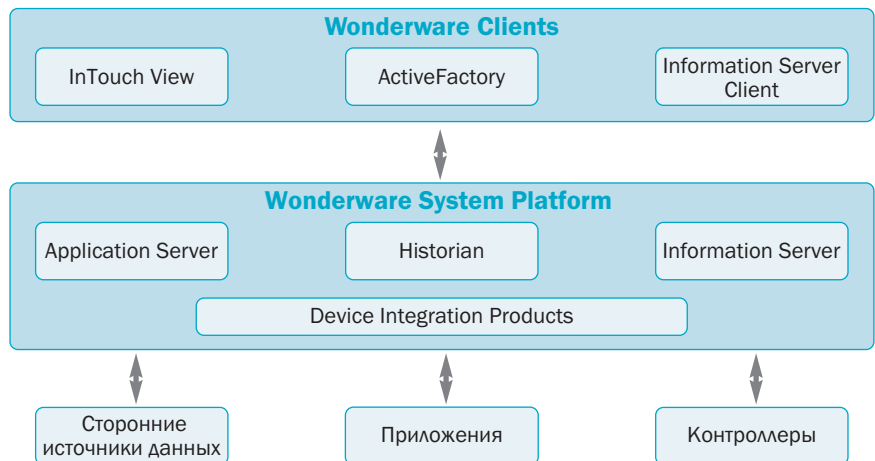 Wonderware Clients
InTouch View
ActiveFactory
Information Server
Client
Wonderware System Platform
Application Server
Historian
Information Server
Device Integration Products
Сторонние
источники данных
Приложения
Контроллеры